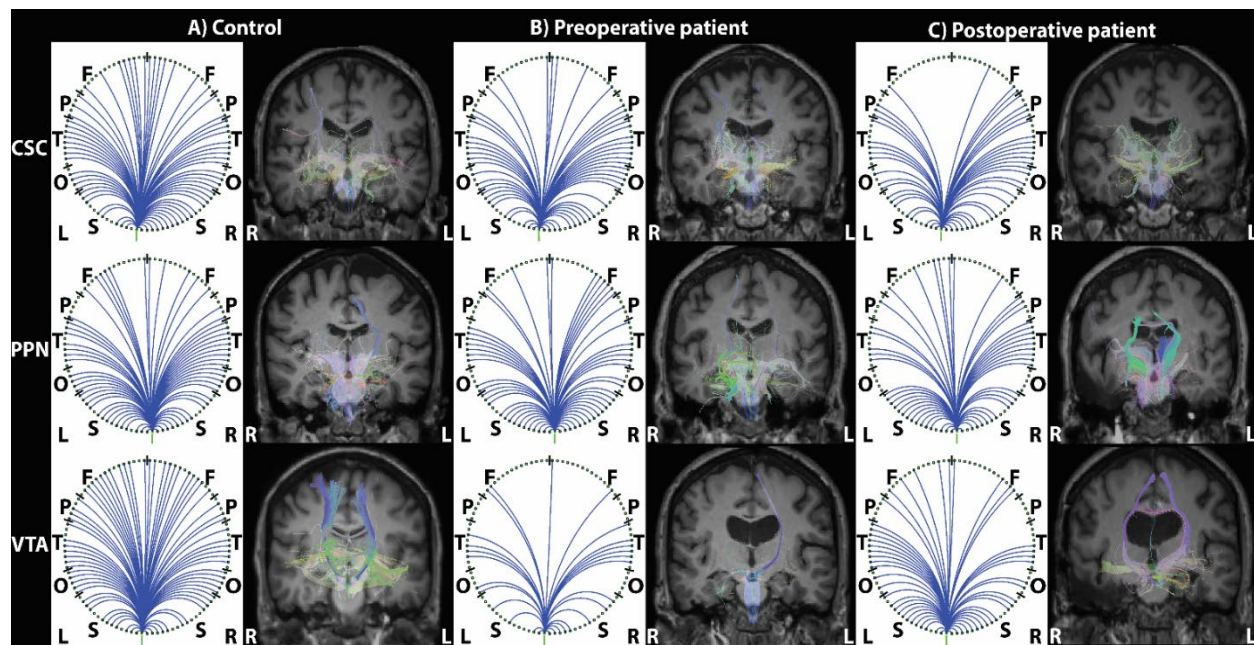 A) Control B) Preoperative patient C) Postoperative patient
F F F F F F
P P P P P P
CSC T T T T T T
O O O O O O
L S S R R L L S S R R L L S S R R L
F F F F F F
P P P P P P
PPN T T T T T T
O O O O O O
L S S R R L L S S R R L L S S R R L
F F F F F F
P P P P P P
VTA T T T T T T
O O O O O O
L S S R R L L S S R R L L S S R R L